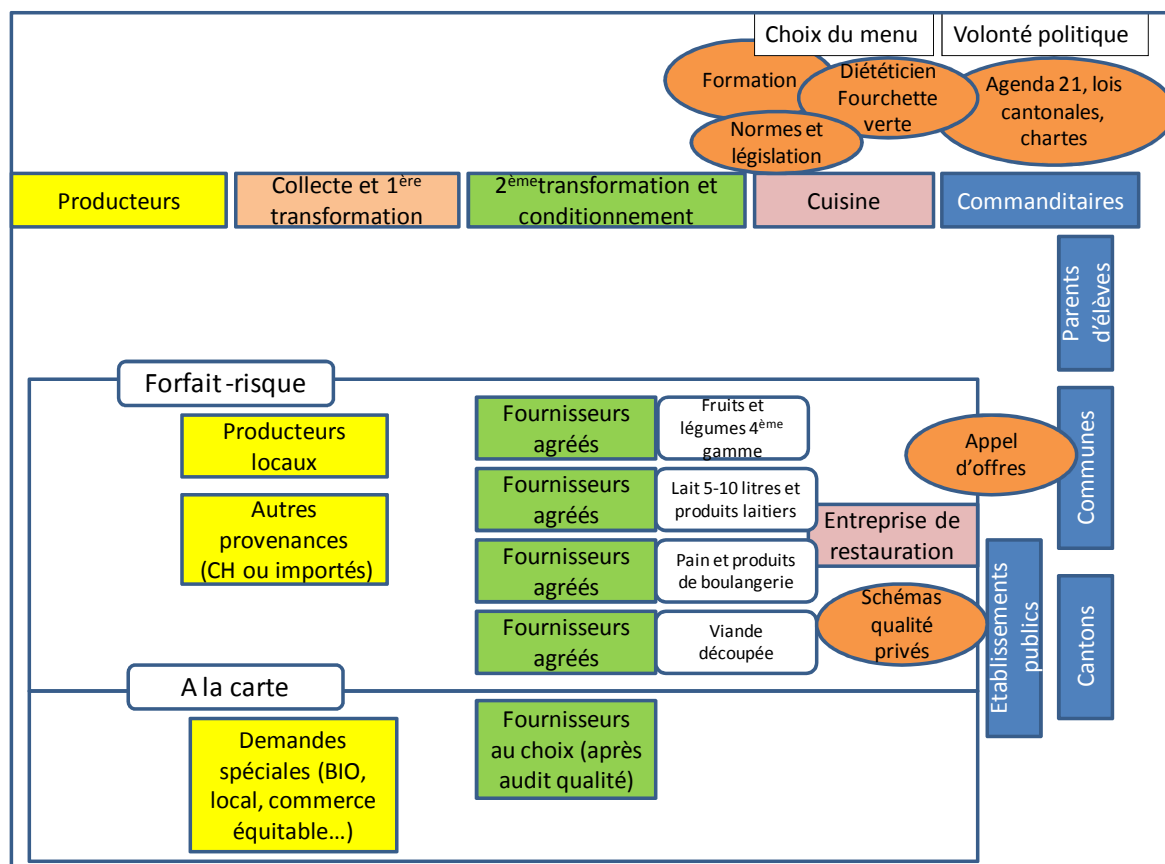 Choix du menu
Volonté politique
Formation
Diététicien
Fourchette
verte
Agenda 21, lois
cantonales,
chartes
Normes et
législation
Producteurs
Collecte et 1ère
transformation
2ème transformation et
conditionnement
Cuisine
Commanditaires
Parents
d'élèves
Forfait-risque
Producteurs
locaux
Fournisseurs
agréés
Fruits et
légumes 4ème
gamme
Appel
d'offres
Communes
Autres
provenances
(CH ou importés)
Fournisseurs
agréés
Lait 5-10 litres et
produits laitiers
Entreprise de
restauration
Fournisseurs
agréés
Pain et produits
de boulangerie
Fournisseurs
agréés
Viande
découpée
Schémas
qualité
privés
Etablissements
publics
Cantons
A la carte
Demandes
spéciales (BIO,
local, commerce
équitable...)
Fournisseurs
au choix (après
audit qualité)